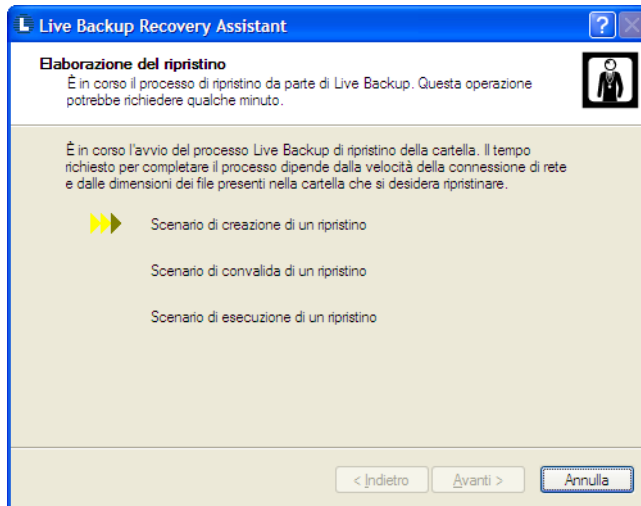 L Live Backup Recovery Assistant
Elaborazione del ripristino
È in corso il processo di ripristino da parte di Live Backup. Questa operazione
potrebbe richiedere qualche minuto.
È in corso l'avvio del processo Live Backup di ripristino della cartella. Il tempo
richiesto per completare il processo dipende dalla velocità della connessione di rete
e dalle dimensioni dei file presenti nella cartella che si desidera ripristinare.
Scenario di creazione di un ripristino
Scenario di convalida di un ripristino
Scenario di esecuzione di un ripristino
< Indietro Avanti > Annulla